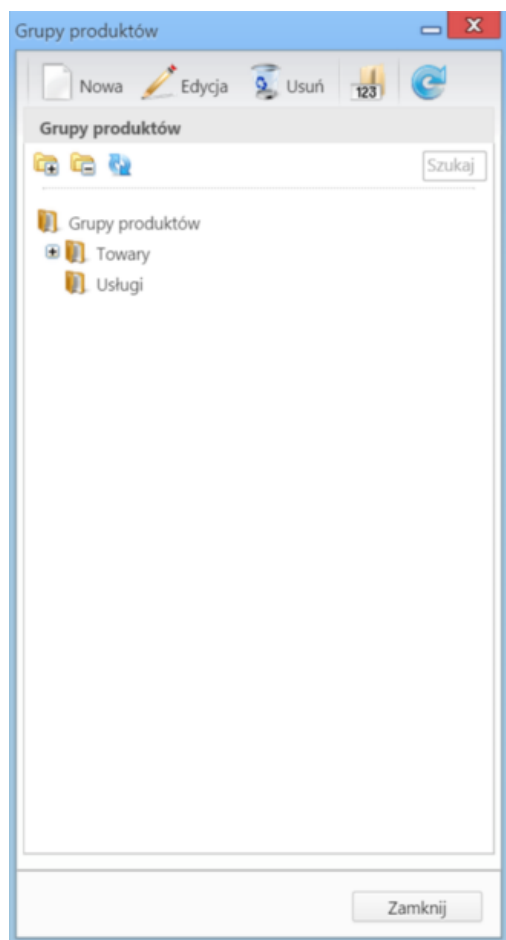 Grupy produktów
Nowa Edycja Usuń 123
Grupy produktów
Szukaj
Grupy produktów
Towary
Usługi
Zamknij